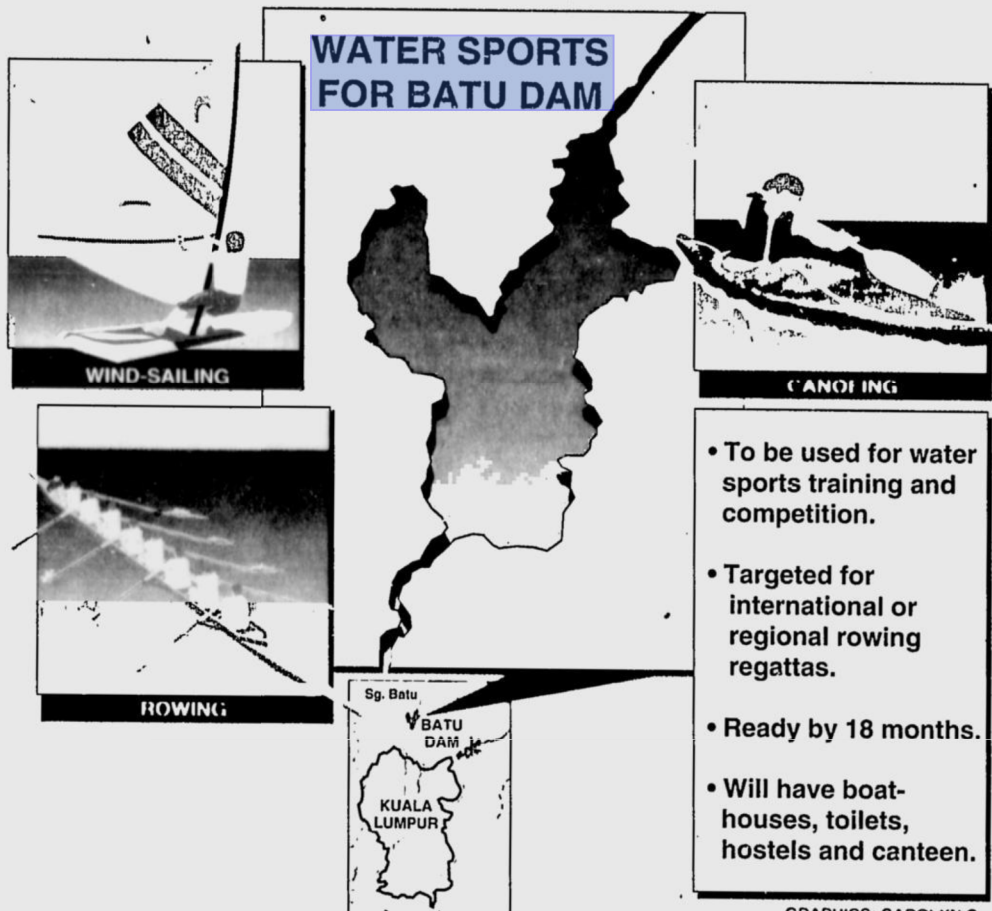 WATER SPORTS
FOR BATU DAM
WIND-SAILING
CANOEING
ROWING
• To be used for water
sports training and
competition.
• Targeted for
international or
regional rowing
regattas.
• Ready by 18 months.
• Will have boat-
houses, toilets,
hostels and canteen.
Sg. Batu
BATU
DAM
KUALA
LUMPUR